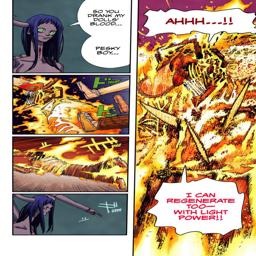 SO YOU
DRANK MY
DOLLS'
BLOOD...
PESKY
BOY...
AHHH---!!
I CAN
REGENERATE
TOO—
WITH LIGHT
POWER!!